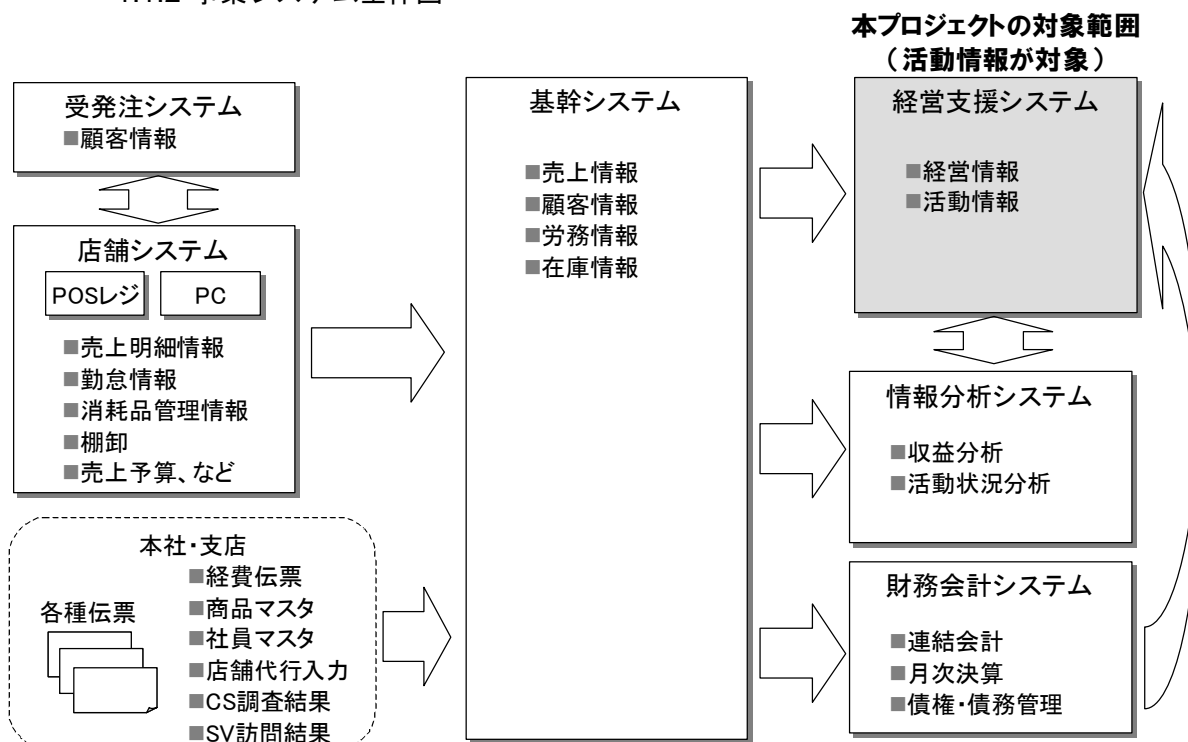 本プロジェクトの対象範囲
（活動情報が対象）
受発注システム
■顧客情報
店舗システム
POSレジ
PC
■売上明細情報
■勤怠情報
■消耗品管理情報
■棚卸
■売上予算、など
本社・支店
各種伝票
■経費伝票
■商品マスタ
■社員マスタ
■店舗代行入力
■CS調査結果
■SV訪問結果
基幹システム
■売上情報
■顧客情報
■労務情報
■在庫情報
経営支援システム
■経営情報
■活動情報
情報分析システム
■収益分析
■活動状況分析
財務会計システム
■連結会計
■月次決算
■債権・債務管理